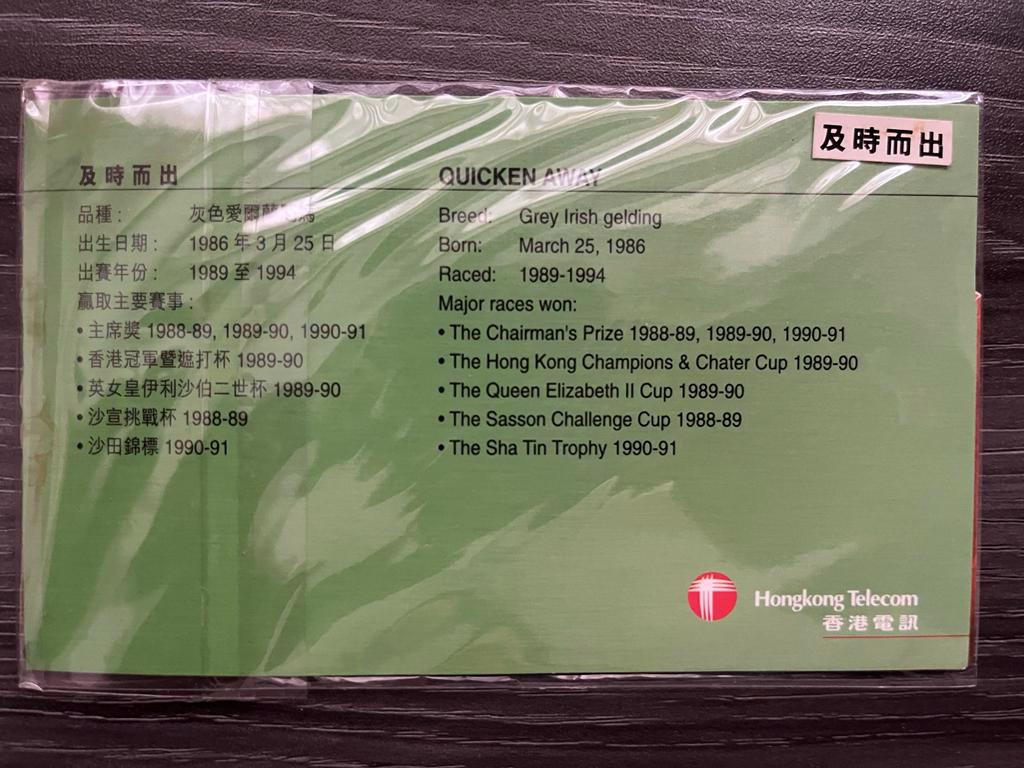 及時而出
及時而出
品種: 灰色愛爾蘭
出生日期: 1986 年 3 月 25 日
出賽年份: 1989 至 1994
贏取主要賽事:
• 主席獎 1988-89, 1989-90, 1990-91
• 香港冠軍暨遮打杯 1989-90
• 英女皇伊利沙伯二世杯 1989-90
• 沙宣挑戰杯 1988-89
• 沙田錦標 1990-91
QUICKEN AWAY
Breed: Grey Irish gelding
Born: March 25, 1986
Raced: 1989-1994
Major races won:
• The Chairman's Prize 1988-89, 1989-90, 1990-91
• The Hong Kong Champions & Chater Cup 1989-90
• The Queen Elizabeth II Cup 1989-90
• The Sasson Challenge Cup 1988-89
• The Sha Tin Trophy 1990-91
Hongkong Telecom
香港電訊